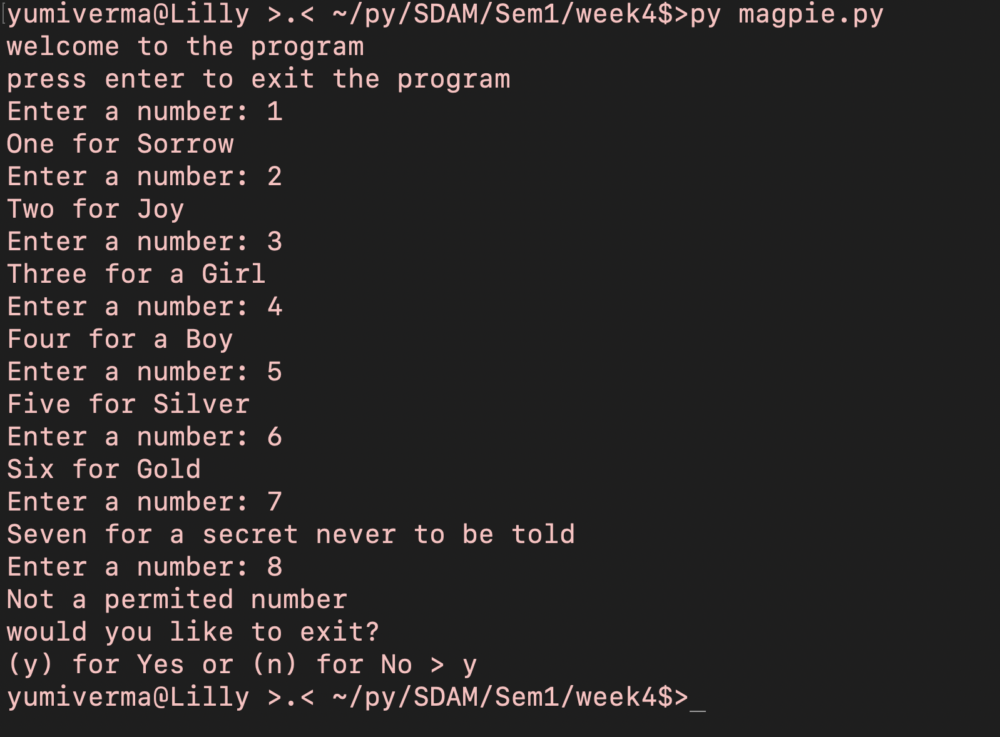 [yumiverma@Lilly >.< ~/py/SDAM/Sem1/week4$>py magpie.py
welcome to the program
press enter to exit the program
Enter a number: 1
One for Sorrow
Enter a number: 2
Two for Joy
Enter a number: 3
Three for a Girl
Enter a number: 4
Four for a Boy
Enter a number: 5
Five for Silver
Enter a number: 6
Six for Gold
Enter a number: 7
Seven for a secret never to be told
Enter a number: 8
Not a permited number
would you like to exit?
(y) for Yes or (n) for No > y
yumiverma@Lilly >.< ~/py/SDAM/Sem1/week4$>_